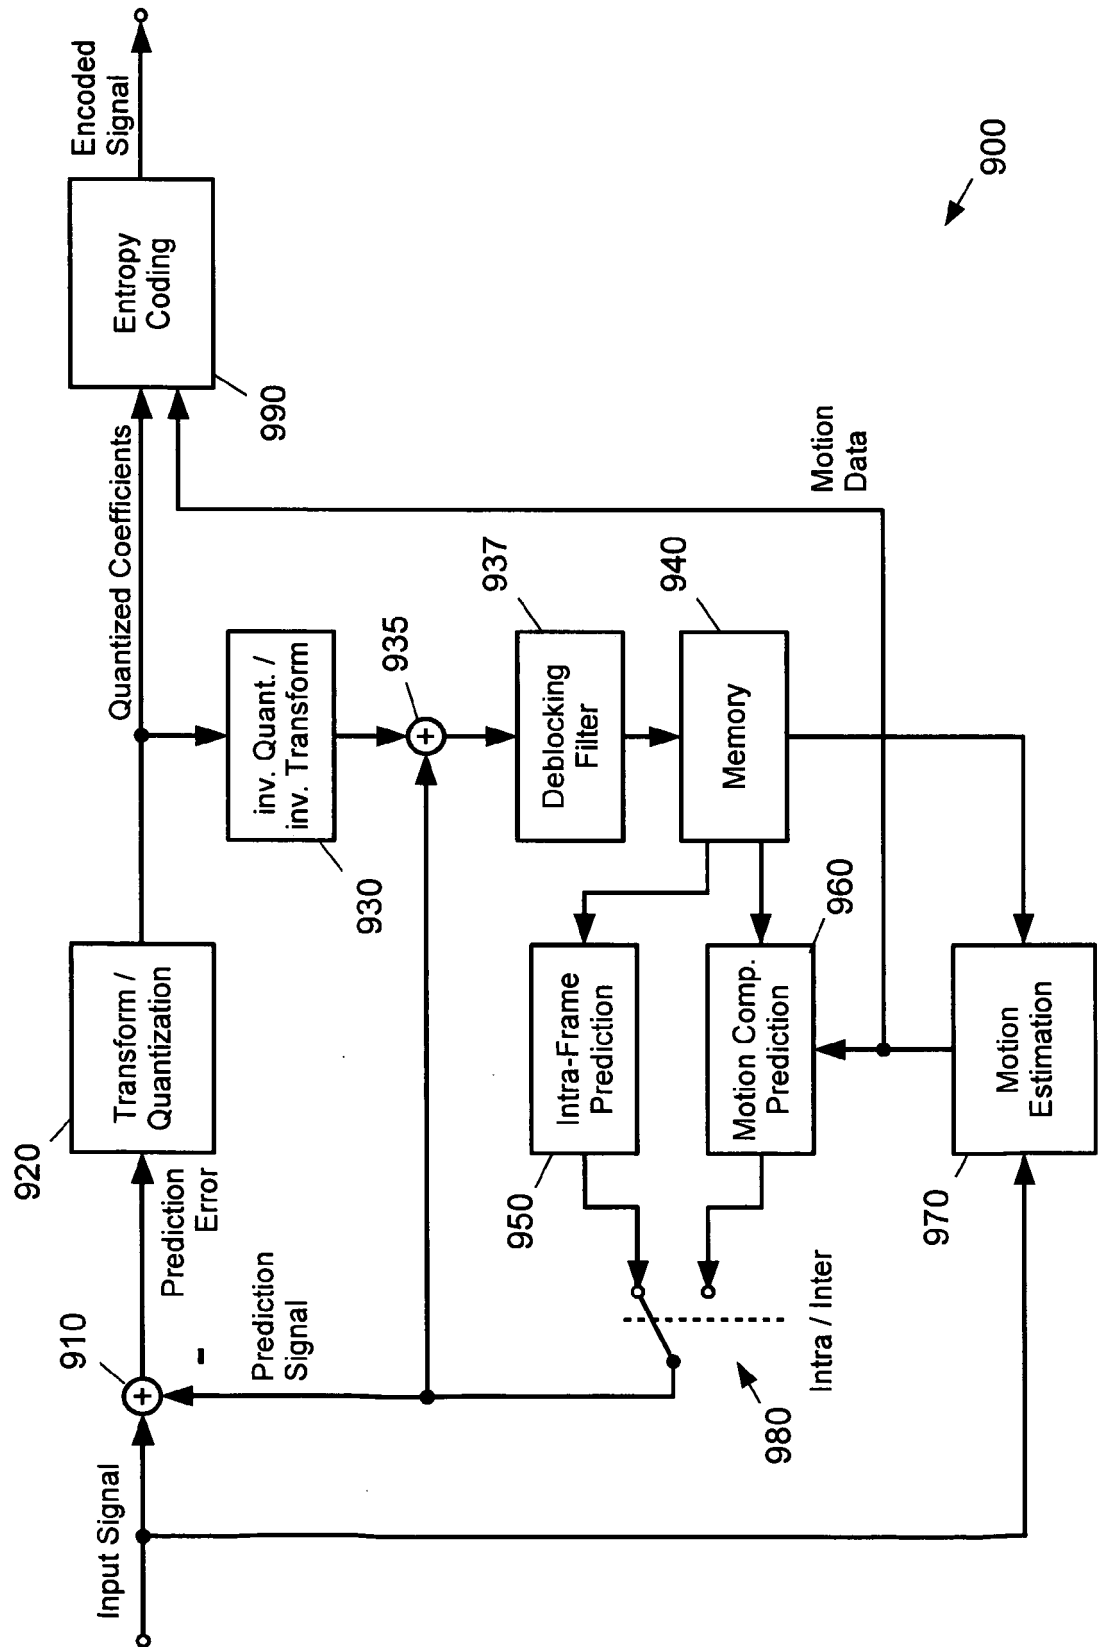 Input Signal
910
-
Prediction
Error
Prediction
Signal
920
Transform /
Quantization
Quantized Coefficients
990
Entropy
Coding
Encoded
Signal
930
inv. Quant. /
inv. Transform
+
+
935
937
Deblocking
Filter
940
Memory
950
Intra-Frame
Prediction
960
Motion Comp.
Prediction
980
Intra / Inter
970
Motion
Estimation
Motion
Data
900